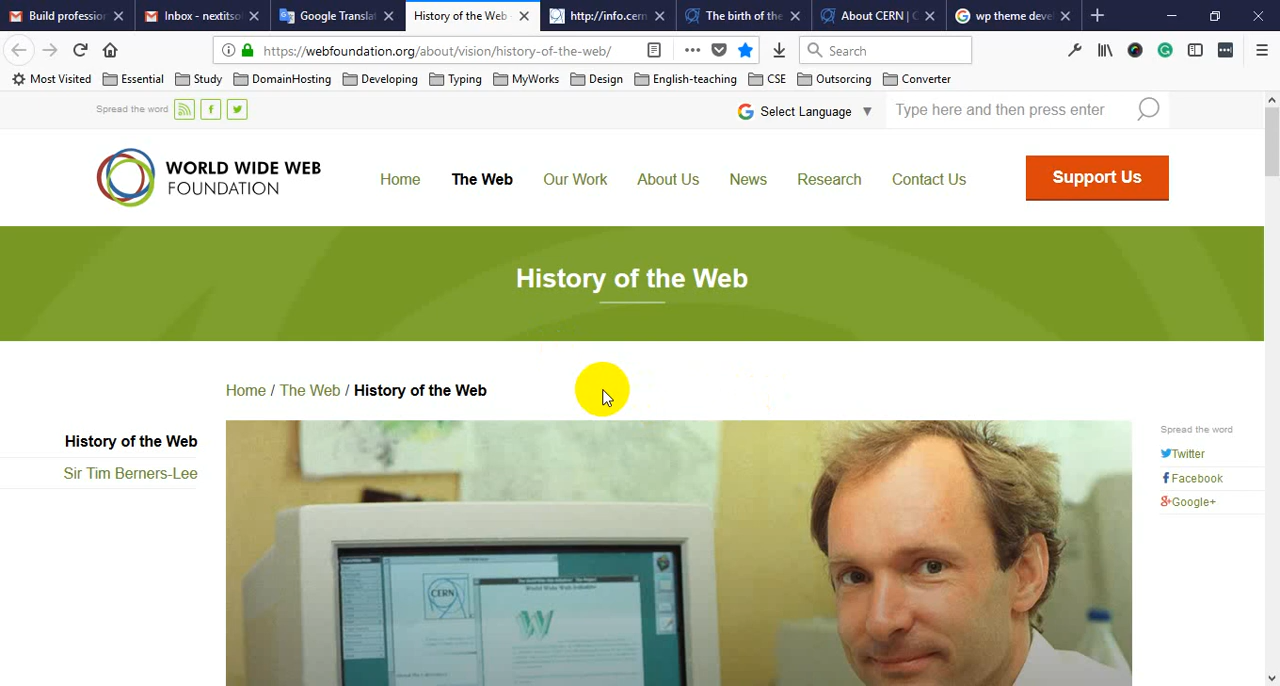 Build profession
Inbox - nextitsof
Google Translat
History of the Web
http://info.cern
The birth of the
About CERN | C
wp theme deve
https://webfoundation.org/about/vision/history-of-the-web/
Search
Most Visited
Essential
Study
DomainHosting
Developing
Typing
MyWorks
Design
English-teaching
CSE
Outsorcing
Converter
Spread the word
Select Language
Type here and then press enter
WORLD WIDE WEB
FOUNDATION
Home
The Web
Our Work
About Us
News
Research
Contact Us
Support Us
History of the Web
Home / The Web / History of the Web
History of the Web
Sir Tim Berners-Lee
Spread the word
Twitter
Facebook
Google+
CERN
W